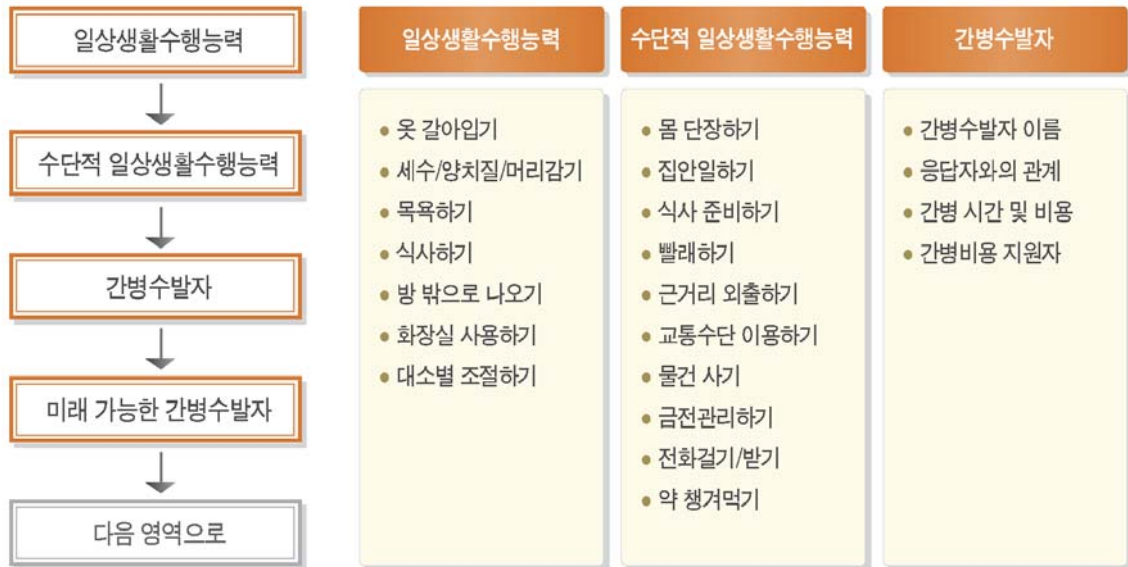 일상생활수행능력
수단적 일상생활수행능력
간병수발자
미래 가능한 간병수발자
다음 영역으로
일상생활수행능력
옷 갈아입기
세수/양치질/머리감기
목욕하기
식사하기
방 밖으로 나오기
화장실 사용하기
대소별 조절하기
수단적 일상생활수행능력
몸 단장하기
집안일하기
식사 준비하기
빨래하기
근거리 외출하기
교통수단 이용하기
물건 사기
금전관리하기
전화걸기/받기
약 챙겨먹기
간병수발자
간병수발자 이름
응답자와의 관계
간병 시간 및 비용
간병비용 지원자